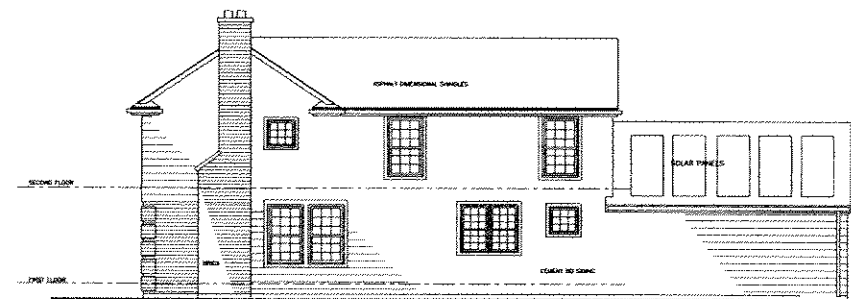 ASPHALT DIMENSIONAL SHINGLES
SOLAR PANELS
SECOND FLOOR
BRICK
CEMENT BD SIDING
FIRST FLOOR